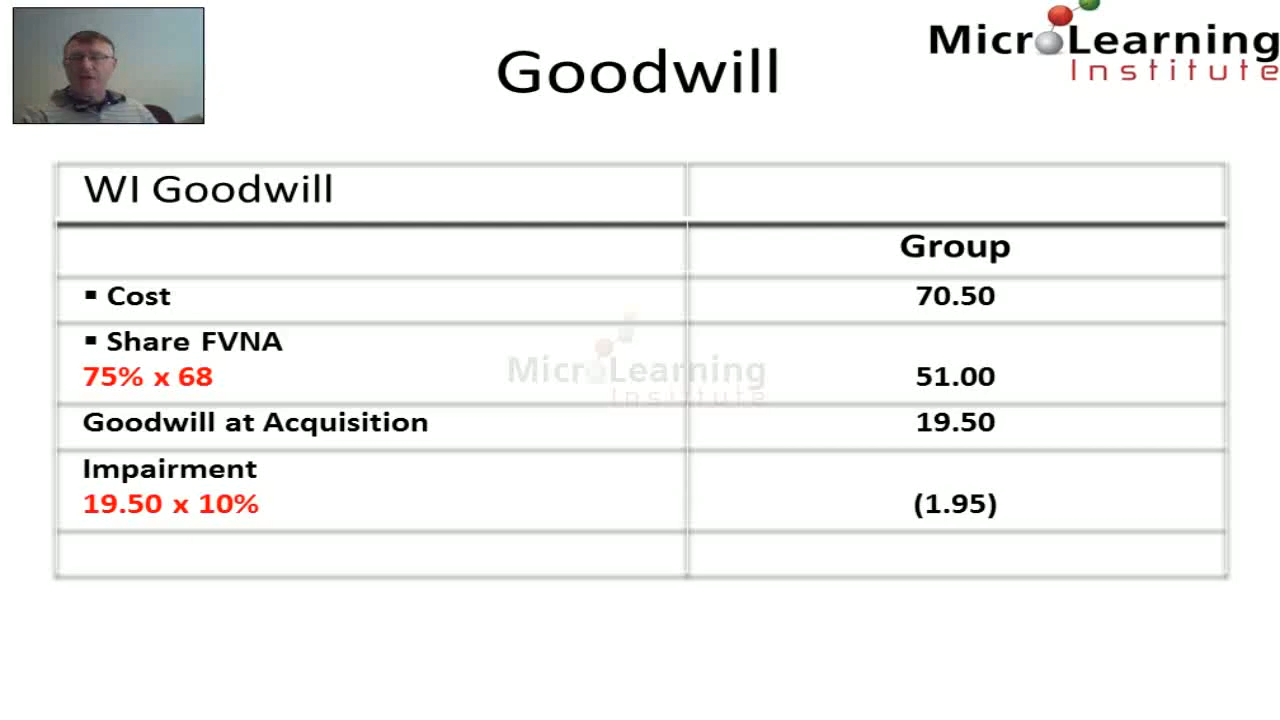 Goodwill
MicroLearning
Institute
WI Goodwill
Group
▪ Cost
70.50
▪ Share FVNA
75% x 68
51.00
MicroLearning
Institute
Goodwill at Acquisition
19.50
Impairment
19.50 x 10%
(1.95)